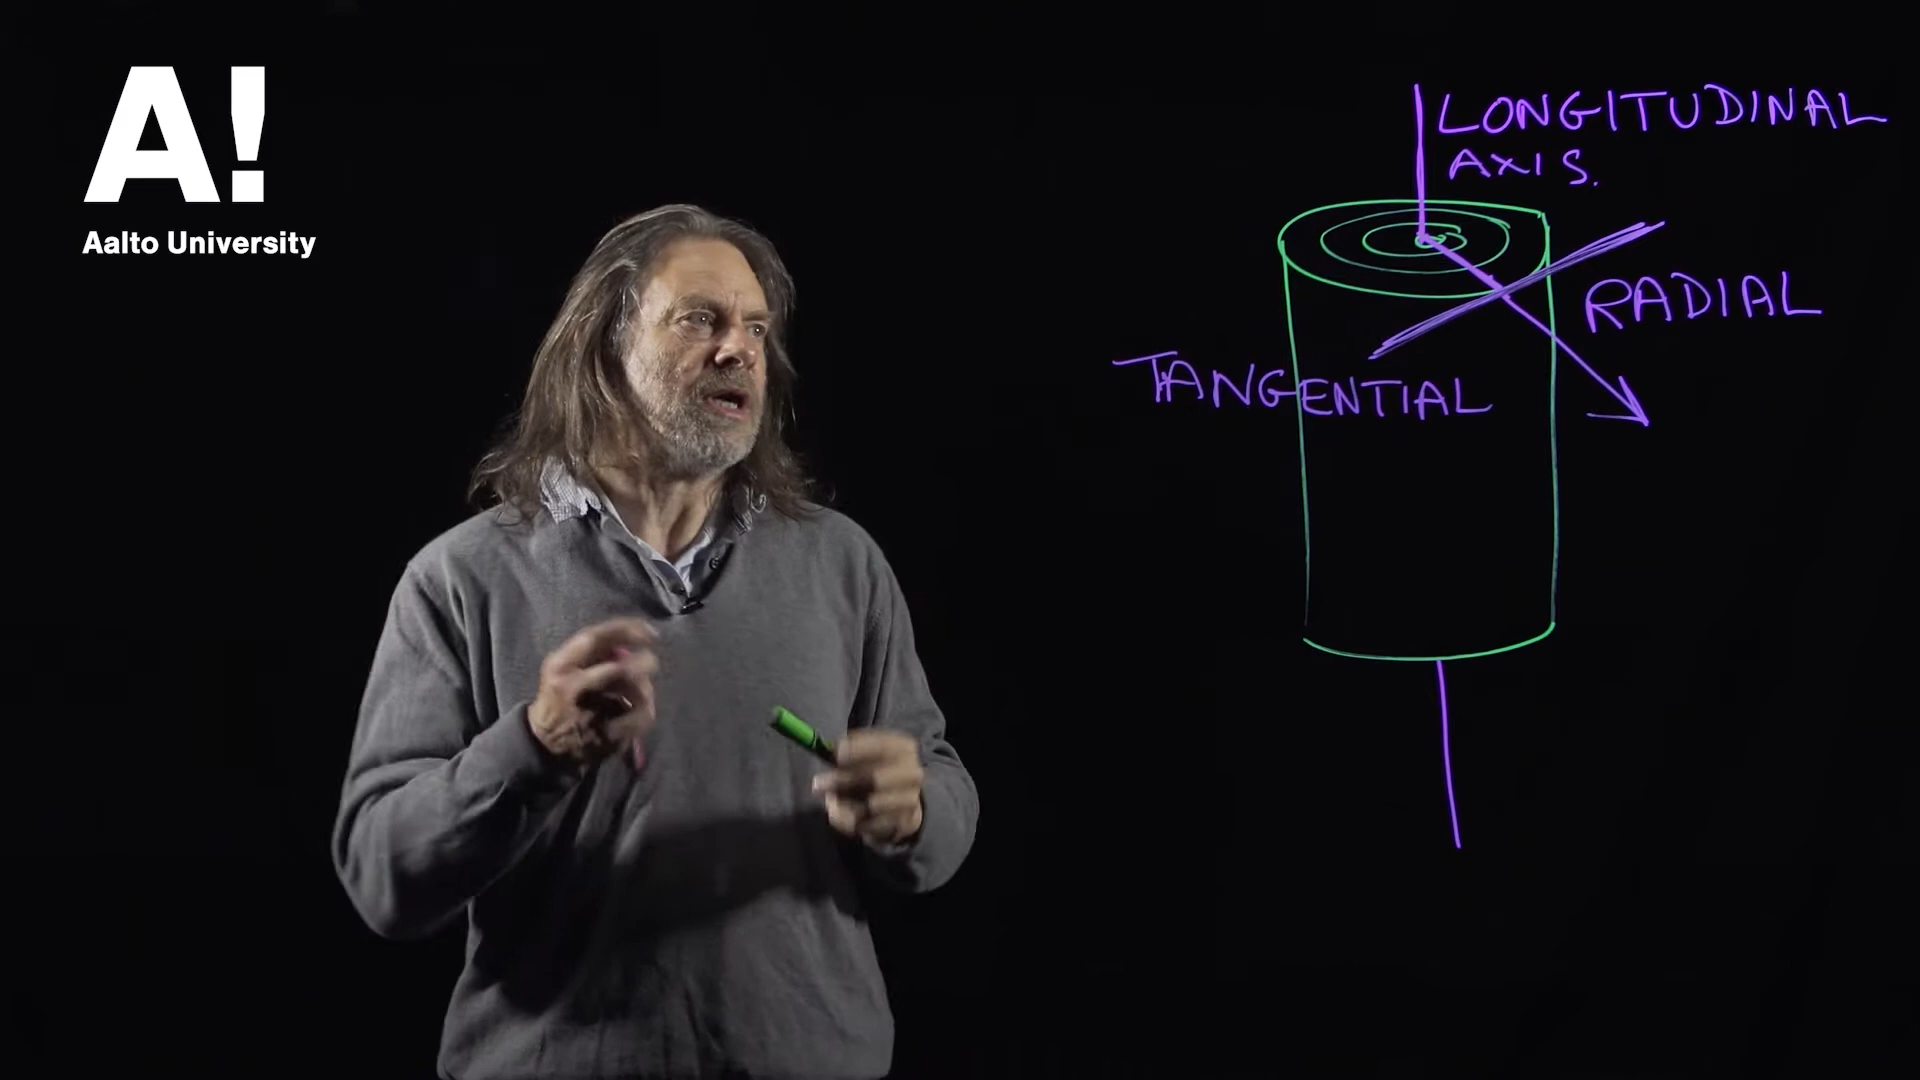 A!
Aalto University
LONGITUDINAL
AXIS.
RADIAL
TANGENTIAL